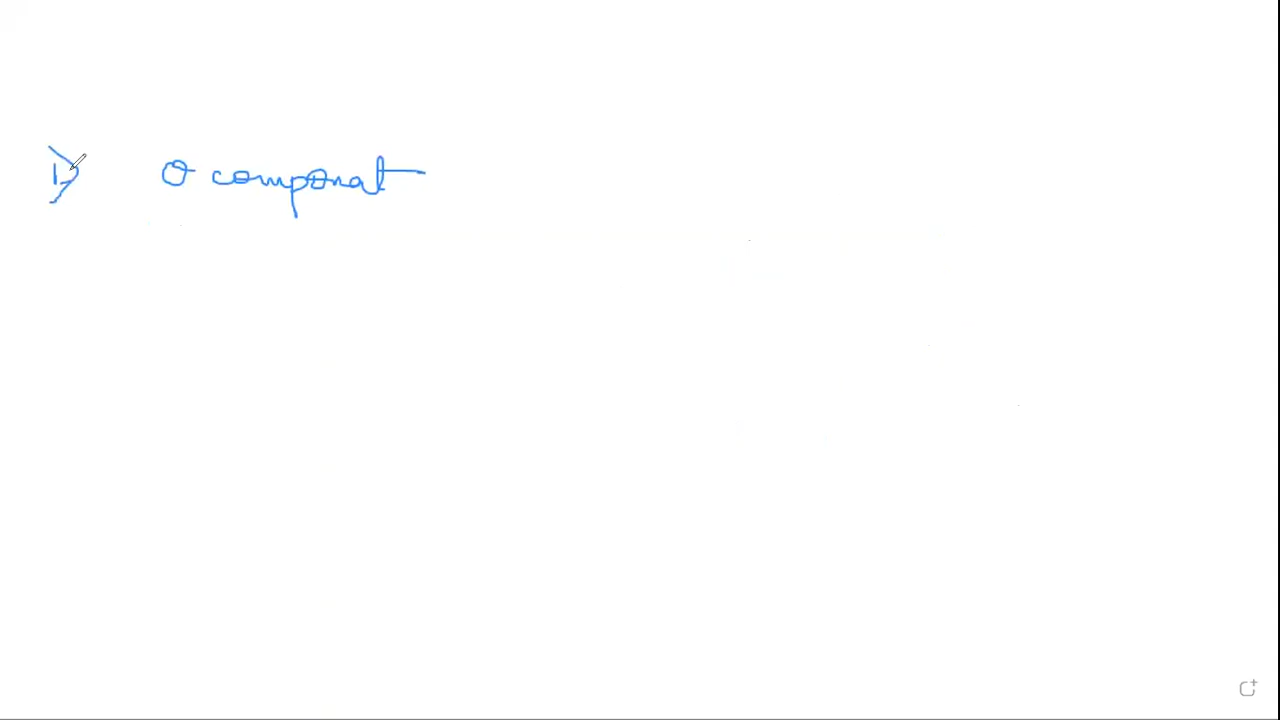 1) θ component